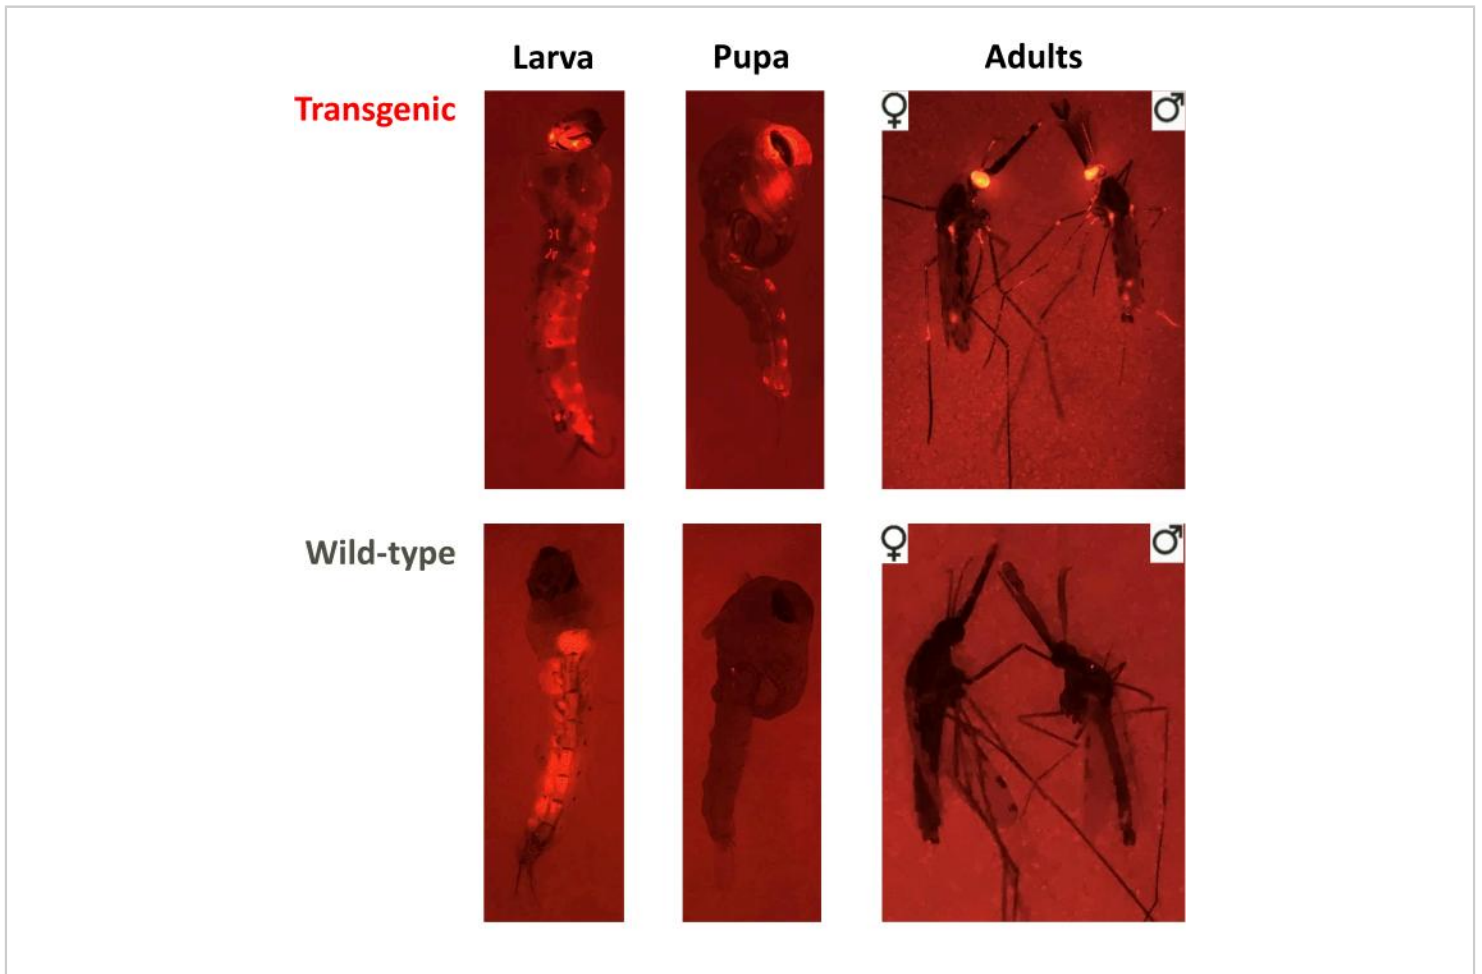 Larva
Pupa
Adults
Transgenic
♀
♂
Wild-type
♀
♂